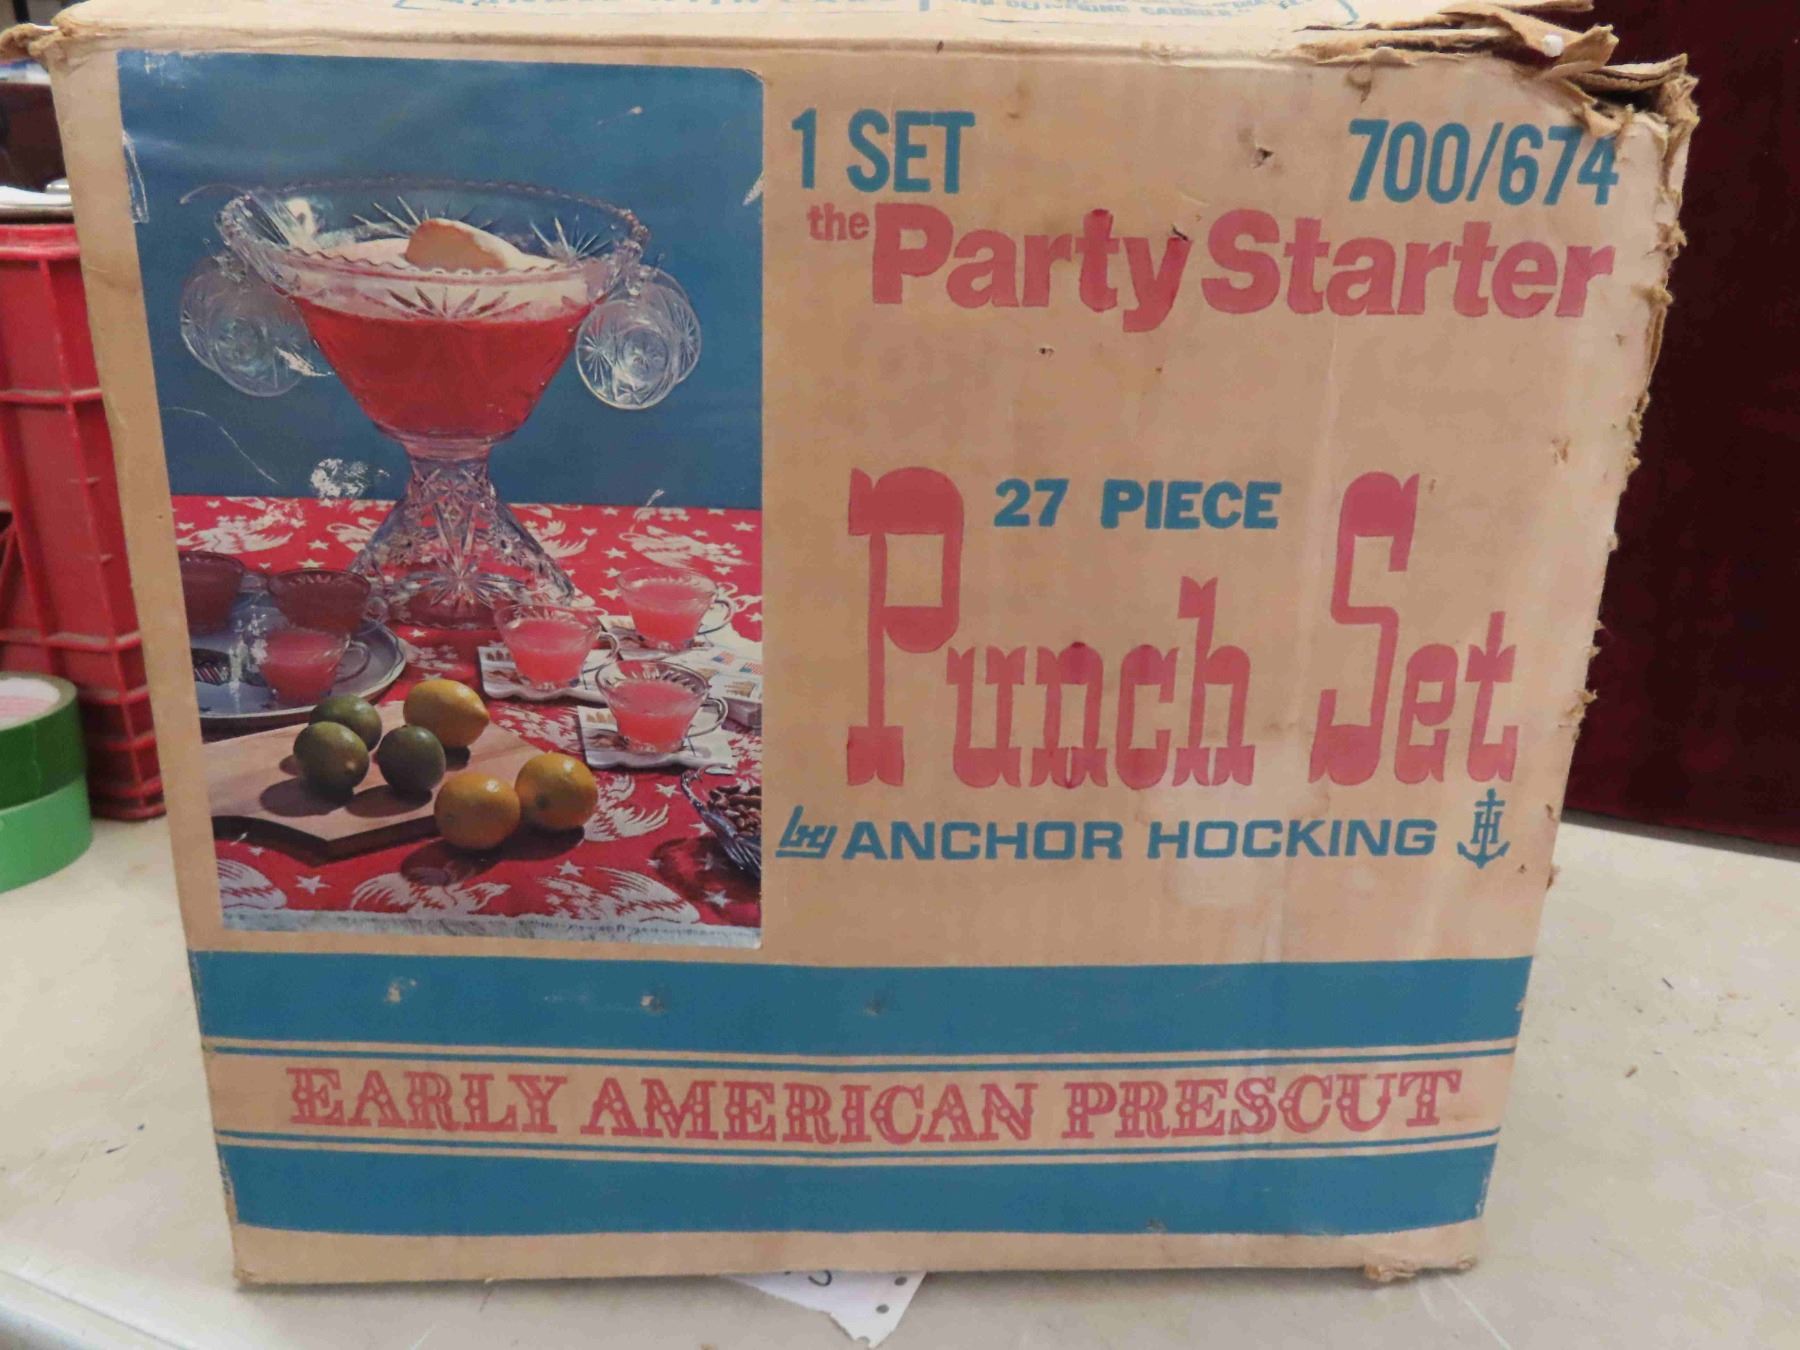 1 SET 700/674
the Party Starter
27 PIECE
Punch Set
by ANCHOR HOCKING
EARLY AMERICAN PRESCUT